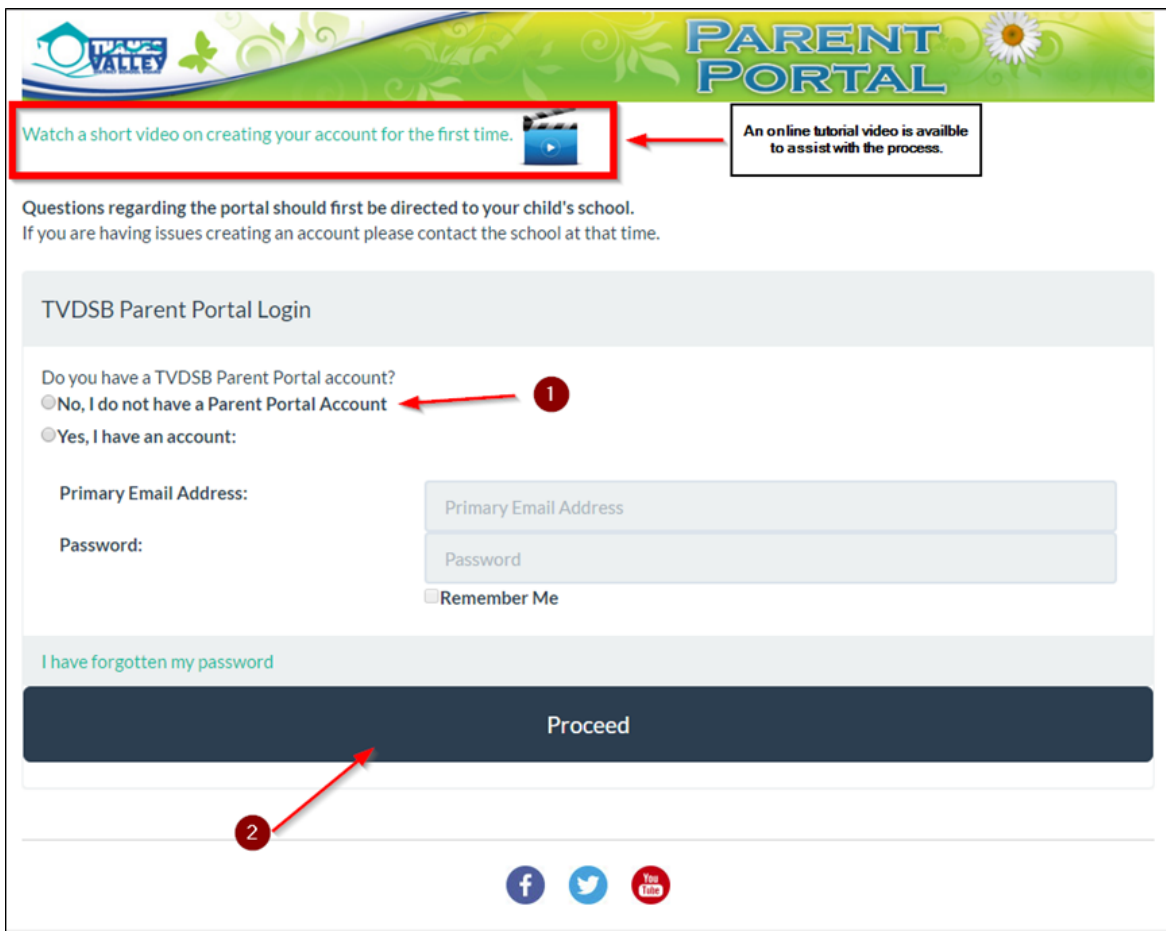 THAMES
VALLEY
PARENT
PORTAL
Watch a short video on creating your account for the first time.
An online tutorial video is availble
to assist with the process.
Questions regarding the portal should first be directed to your child's school.
If you are having issues creating an account please contact the school at that time.
TVDSB Parent Portal Login
Do you have a TVDSB Parent Portal account?
No, I do not have a Parent Portal Account
1
Yes, I have an account:
Primary Email Address:
Primary Email Address
Password:
Password
Remember Me
I have forgotten my password
Proceed
2
f
You
Tube